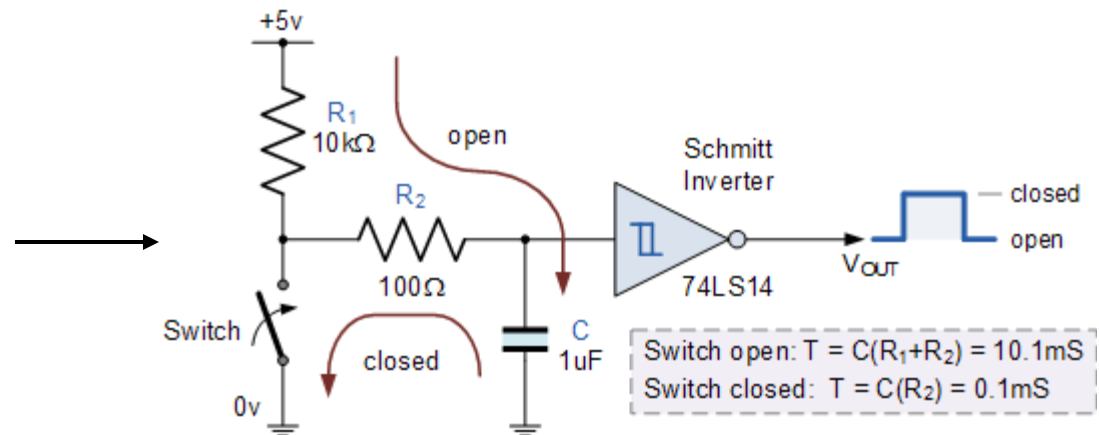 +5v
R₁
10kΩ
open
R₂
100Ω
Schmitt
Inverter
closed
open
V_OUT
74LS14
Switch
closed
C
1uF
0v
Switch open: T = C(R₁+R₂) = 10.1mS
Switch closed: T = C(R₂) = 0.1mS